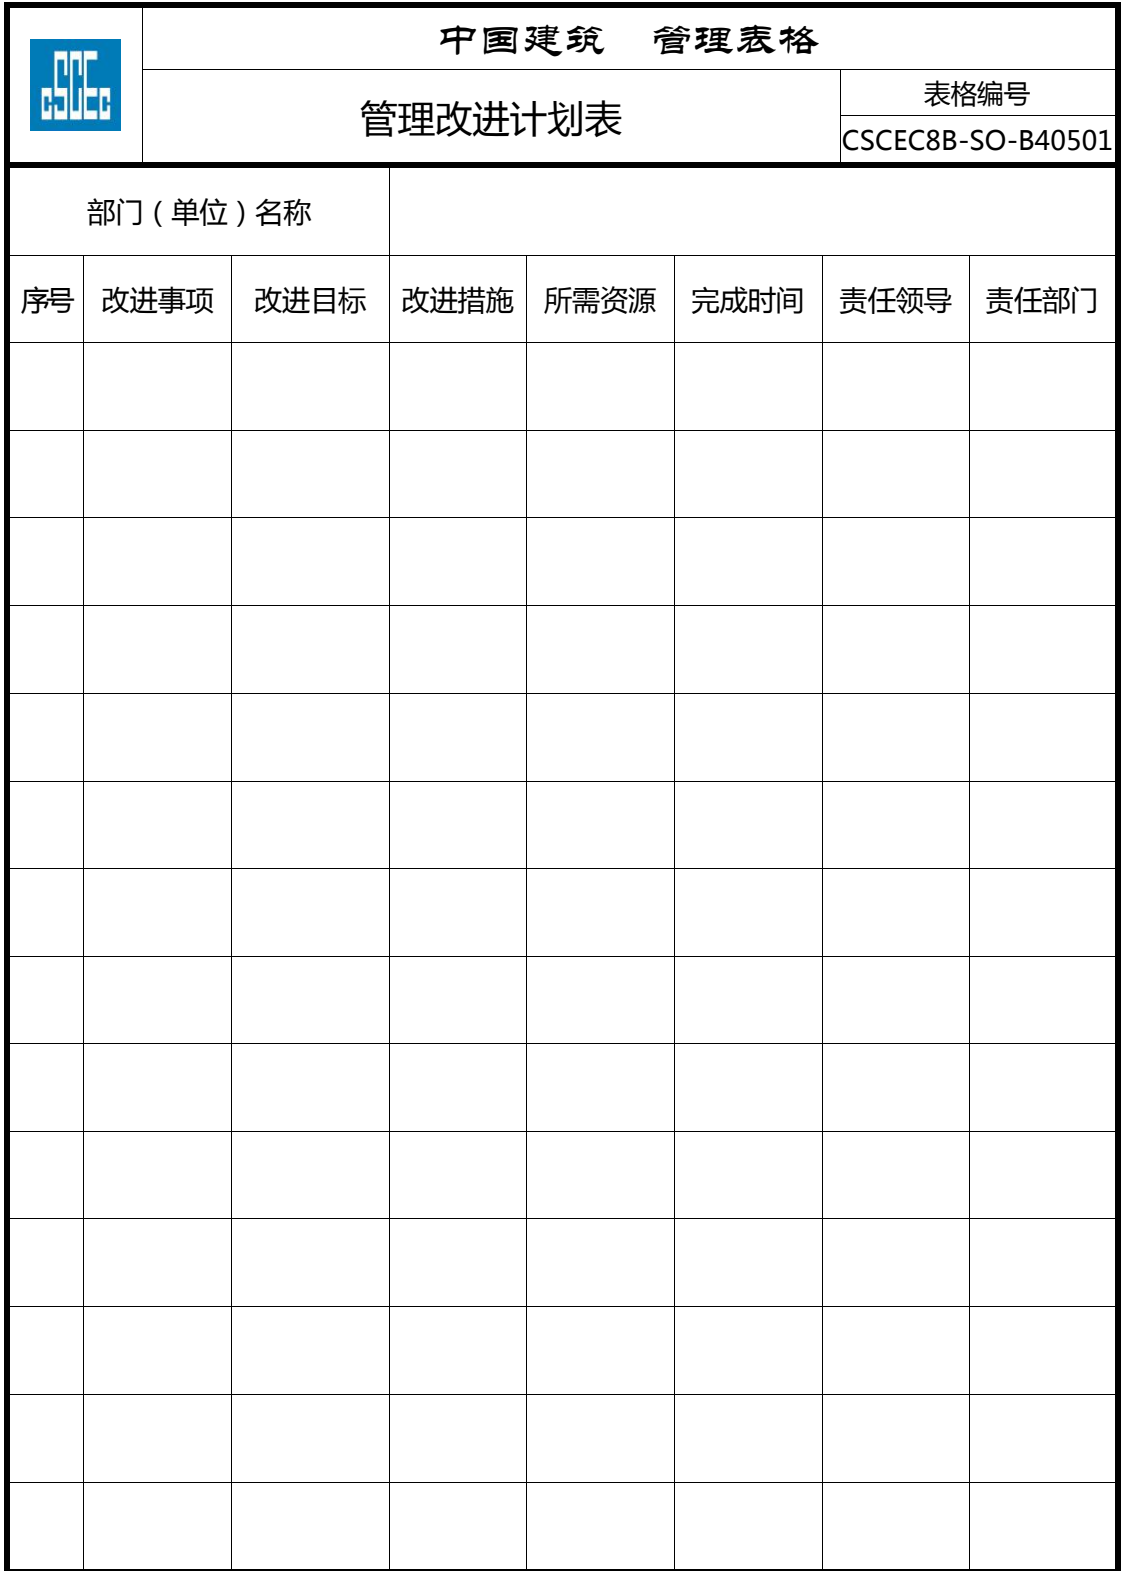 cSCEc
中国建筑 管理表格
管理改进计划表
表格编号
CSCEC8B-SO-B40501
部门（单位）名称
序号 改进事项 改进目标 改进措施 所需资源 完成时间 责任领导 责任部门